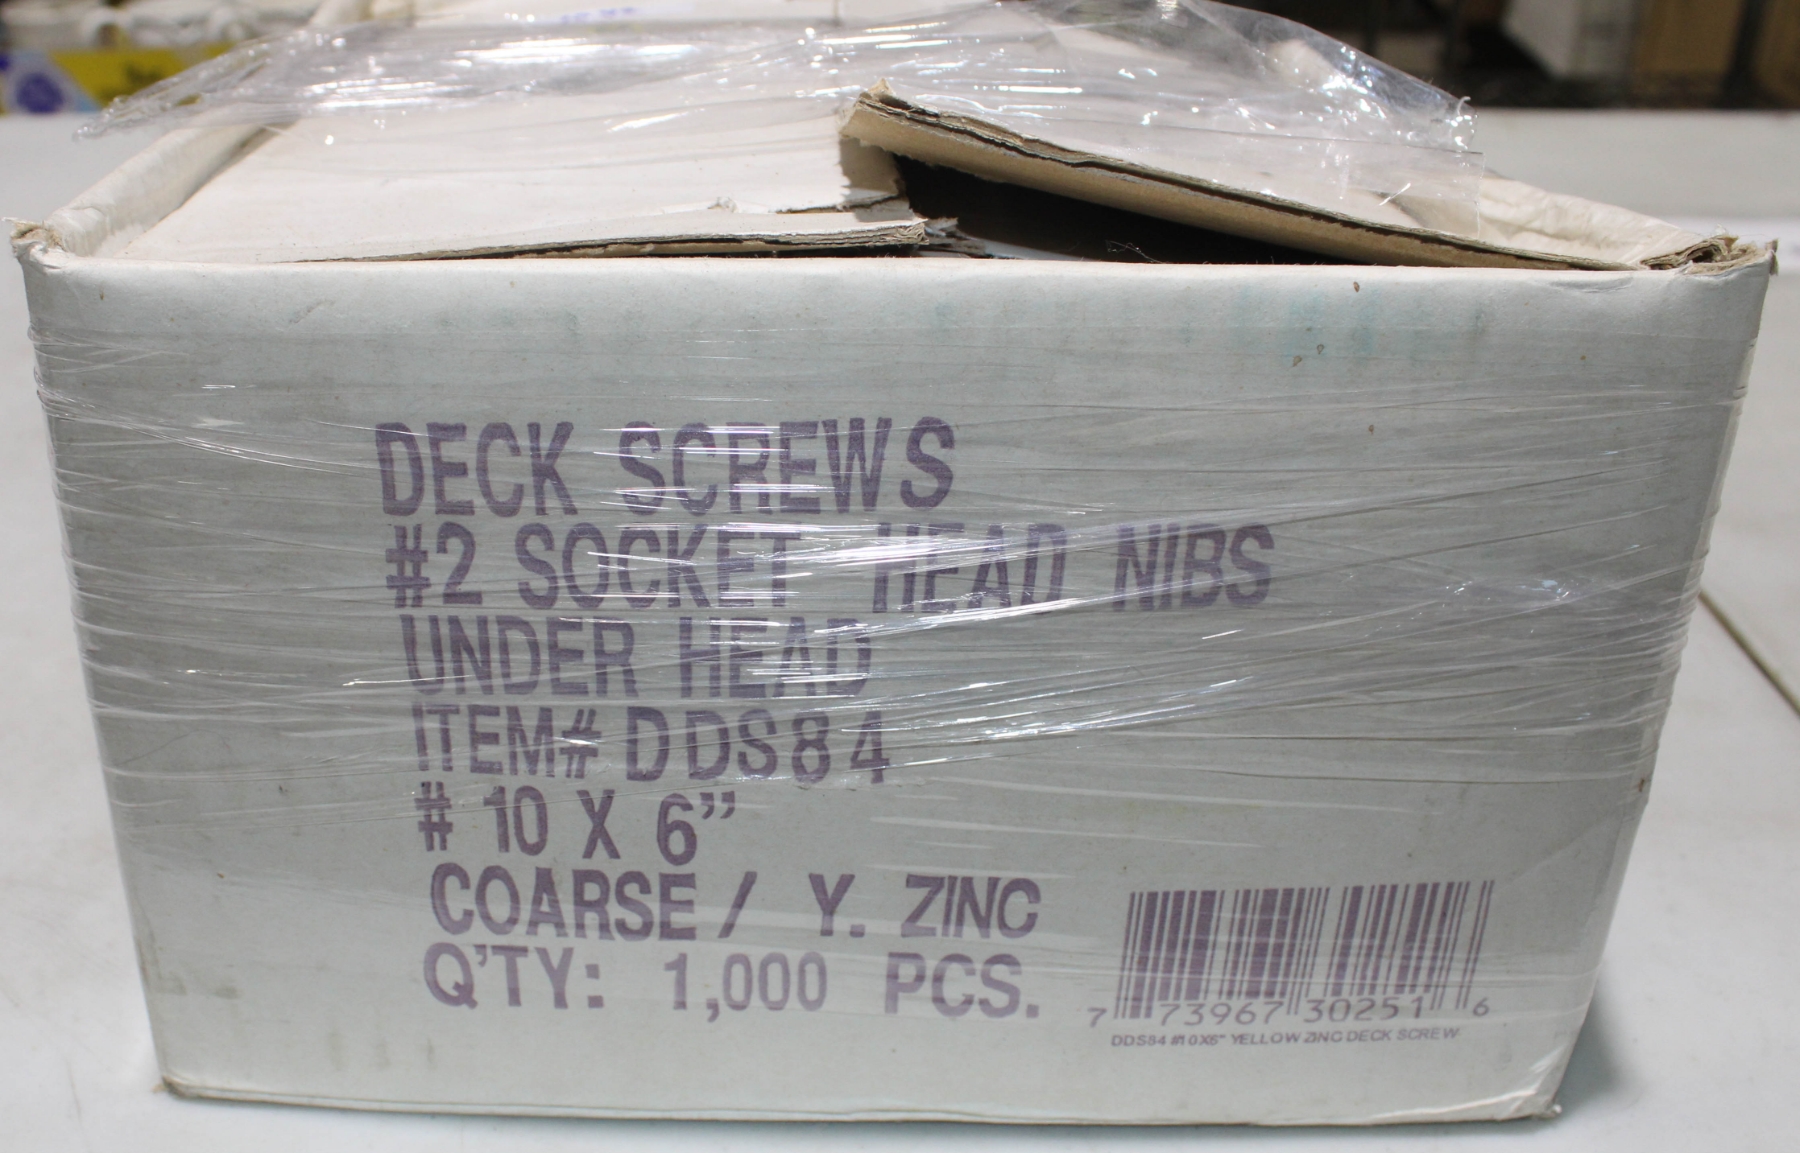 DECK SCREWS
#2 SOCKET HEAD NIBS
UNDER HEAD
ITEM# DDS84
# 10 X 6”
COARSE / Y. ZINC
Q'TY: 1,000 PCS.
7 73967 30251 6
DDS84 #10X6" YELLOW ZINC DECK SCREW